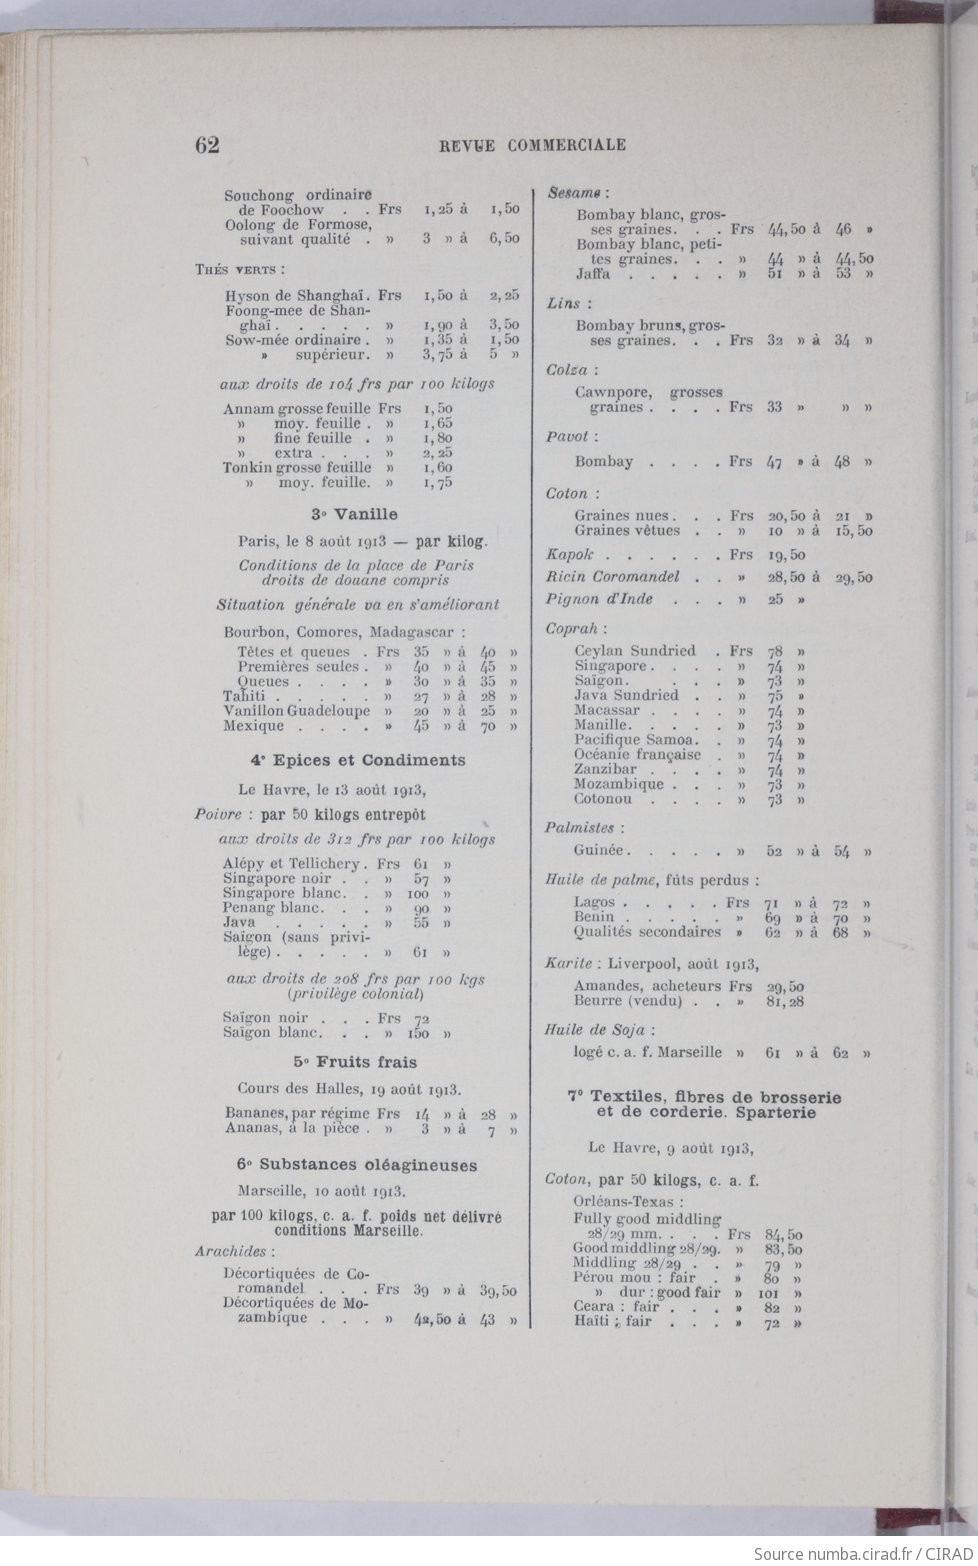 62
REVUE COMMERCIALE
Souchong ordinaire
de Foochow . . Frs 1,25 à 1,50
Oolong de Formose,
suivant qualité . » 3 » à 6,50
THÉS VERTS :
Hyson de Shanghaï. Frs 1,50 à 2,25
Foong-mee de Shan-
ghaï . . . . . » 1,90 à 3,50
Sow-mée ordinaire . » 1,35 à 1,50
» supérieur. » 3,75 à 5 »
aux droits de 104 frs par 100 kilogs
Annam grosse feuille Frs 1,50
» moy. feuille . » 1,65
» fine feuille . » 1,80
» extra . . . » 2,25
Tonkin grosse feuille » 1,60
» moy. feuille. » 1,75
3° Vanille
Paris, le 8 août 1913 — par kilog.
Conditions de la place de Paris
droits de douane compris
Situation générale va en s'améliorant
Bourbon, Comores, Madagascar :
Têtes et queues . Frs 35 » à 40 »
Premières seules . » 40 » à 45 »
Queues . . . . » 30 » à 35 »
Tahiti . . . . . » 27 » à 28 »
Vanillon Guadeloupe » 20 » à 25 »
Mexique . . . . » 45 » à 70 »
4° Epices et Condiments
Le Havre, le 13 août 1913,
Poivre : par 50 kilogs entrepôt
aux droits de 312 frs par 100 kilogs
Alépy et Tellichery . Frs 61 »
Singapore noir . . » 57 »
Singapore blanc. . » 100 »
Penang blanc. . . » 90 »
Java . . . . . » 55 »
Saïgon (sans privi-
lège) . . . . . » 61 »
aux droits de 208 frs par 100 kgs
(privilège colonial)
Saïgon noir . . . Frs 72
Saïgon blanc. . . » 150 »
5° Fruits frais
Cours des Halles, 19 août 1913.
Bananes, par régime Frs 14 » à 28 »
Ananas, à la pièce . » 3 » à 7 »
6° Substances oléagineuses
Marseille, 10 août 1913.
par 100 kilogs, c. a. f. poids net délivré
conditions Marseille.
Arachides :
Décortiquées de Co-
romandel . . . Frs 39 » à 39,50
Décortiquées de Mo-
zambique . . . » 42,50 à 43 »
Sesame :
Bombay blanc, gros-
ses graines. . . Frs 44,50 à 46 »
Bombay blanc, peti-
tes graines. . . » 44 » à 44,50
Jaffa . . . . . » 51 » à 53 »
Lins :
Bombay bruns, gros-
ses graines. . . Frs 32 » à 34 »
Colza :
Cawnpore, grosses
graines . . . . Frs 33 » » »
Pavot :
Bombay . . . . Frs 47 » à 48 »
Coton :
Graines nues . . . Frs 20,50 à 21 »
Graines vêtues . . » 10 » à 15,50
Kapok . . . . . . Frs 19,50
Ricin Coromandel . . » 28,50 à 29,50
Pignon d'Inde . . . » 25 »
Coprah :
Ceylan Sundried . Frs 78 »
Singapore . . . . » 74 »
Saïgon. . . . » 73 »
Java Sundried . . » 75 »
Macassar . . . . » 74 »
Manille. . . . . » 73 »
Pacifique Samoa. . » 74 »
Océanie française . » 74 »
Zanzibar . . . . » 74 »
Mozambique . . . » 73 »
Cotonou . . . . » 73 »
Palmistes :
Guinée. . . . . » 52 » à 54 »
Huile de palme, fûts perdus :
Lagos . . . . . Frs 71 » à 72 »
Benin . . . . . » 69 » à 70 »
Qualités secondaires » 62 » à 68 »
Karite : Liverpool, août 1913,
Amandes, acheteurs Frs 29,50
Beurre (vendu) . . » 81,28
Huile de Soja :
logé c. a. f. Marseille » 61 » à 62 »
7° Textiles, fibres de brosserie
et de corderie. Sparterie
Le Havre, 9 août 1913,
Coton, par 50 kilogs, c. a. f.
Orléans-Texas :
Fully good middling
28/29 mm. . . . Frs 84,50
Good middling 28/29. » 83,50
Middling 28/29 . . » 79 »
Pérou mou : fair . » 80 »
» dur : good fair » 101 »
Ceara : fair . . . » 82 »
Haïti ; fair . . . » 72 »
Source numba.cirad.fr / CIRAD